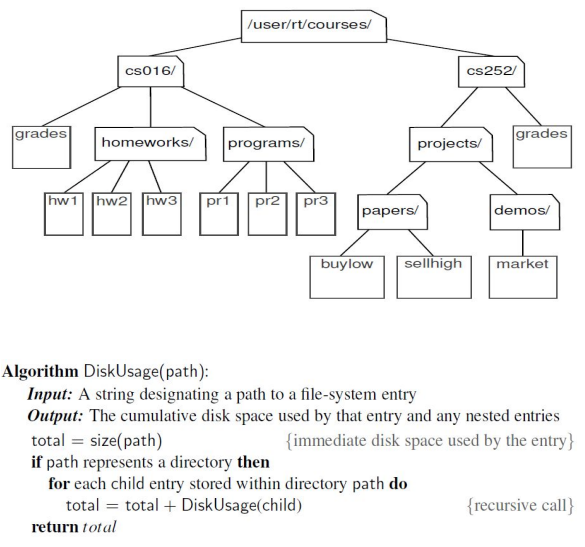 /user/rt/courses/
cs016/ cs252/
grades homeworks/ programs/ projects/ grades
hw1 hw2 hw3 pr1 pr2 pr3 papers/ demos/
buylow sellhigh market
Algorithm DiskUsage(path):
Input: A string designating a path to a file-system entry
Output: The cumulative disk space used by that entry and any nested entries
total = size(path) {immediate disk space used by the entry}
if path represents a directory then
for each child entry stored within directory path do
total = total + DiskUsage(child) {recursive call}
return total